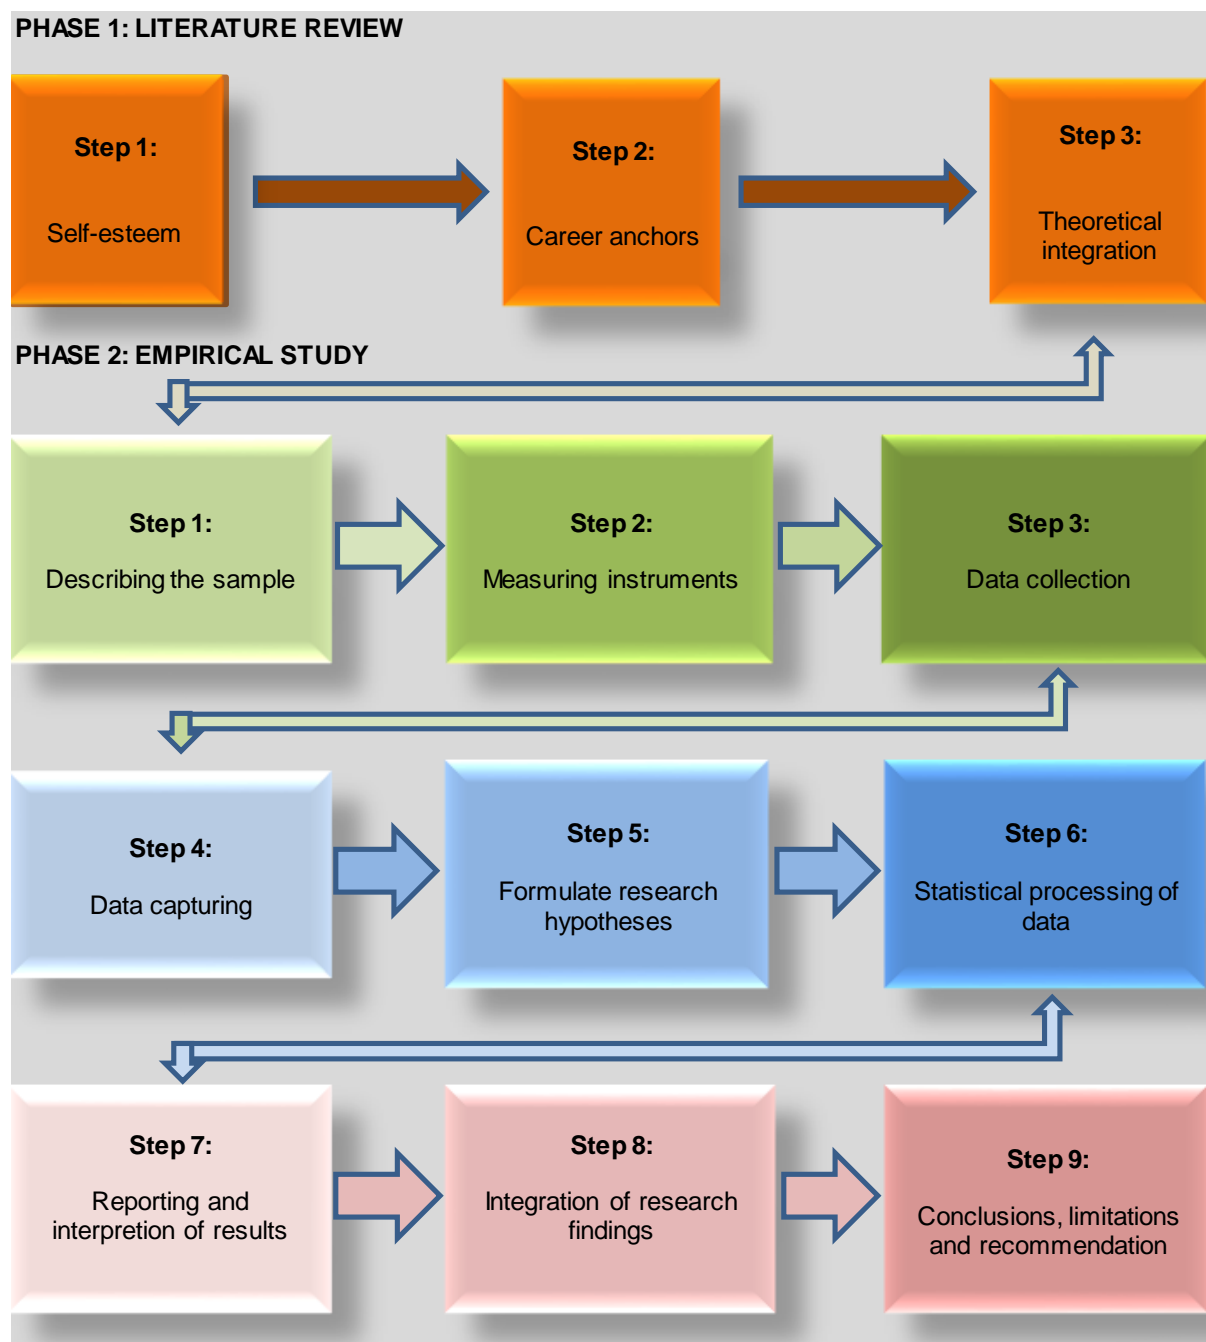 PHASE 1: LITERATURE REVIEW
Step 1:
Self-esteem
Step 2:
Career anchors
Step 3:
Theoretical
integration
PHASE 2: EMPIRICAL STUDY
Step 1:
Describing the sample
Step 2:
Measuring instruments
Step 3:
Data collection
Step 4:
Data capturing
Step 5:
Formulate research
hypotheses
Step 6:
Statistical processing of
data
Step 7:
Reporting and
interpretion of results
Step 8:
Integration of research
findings
Step 9:
Conclusions, limitations
and recommendation